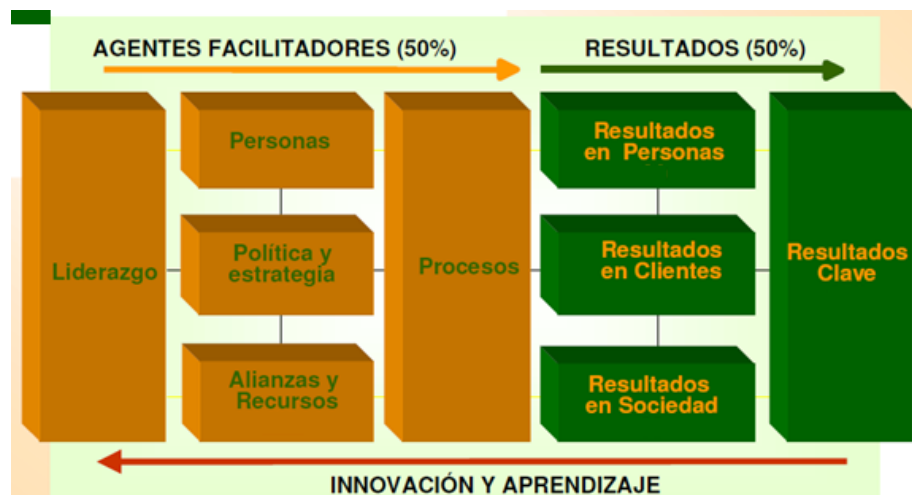 AGENTES FACILITADORES (50%)
RESULTADOS (50%)
Liderazgo
Personas
Política y
estrategía
Alianzas y
Recursos
Procesos
Resultados
en Personas
Resultados
en Clientes
Resultados
en Sociedad
Resultados
Clave
INNOVACIÓN Y APRENDIZAJE